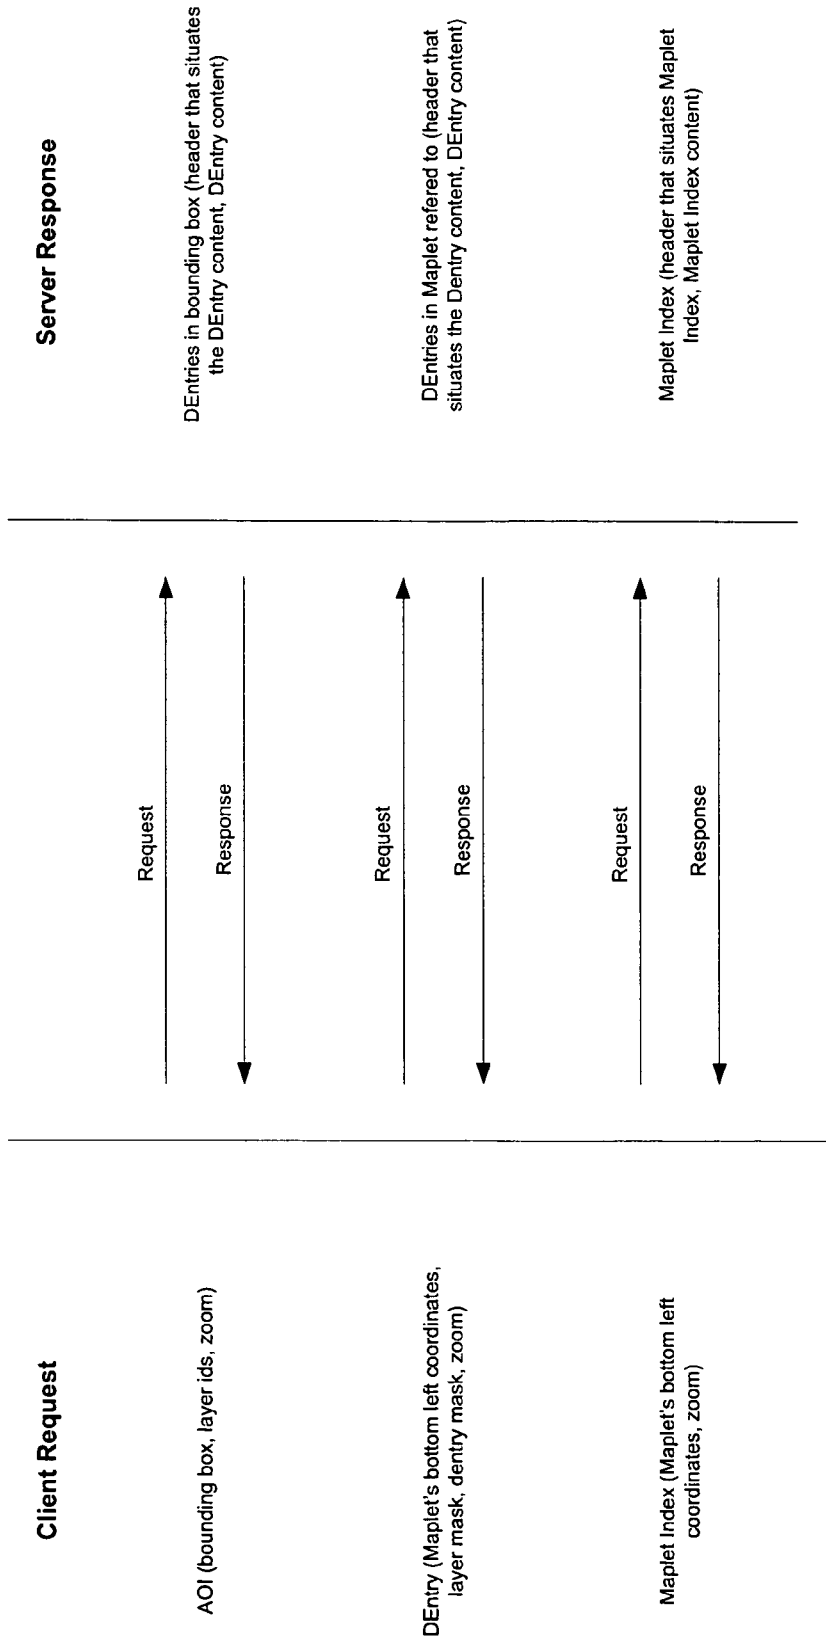 Client Request
Server Response
AOI (bounding box, layer ids, zoom)
Request
Response
DEntries in bounding box (header that situates
the DEntry content, DEntry content)
DEntry (Maplet's bottom left coordinates,
layer mask, dentry mask, zoom)
Request
Response
DEntries in Maplet refered to (header that
situates the Dentry content, DEntry content)
Maplet Index (Maplet's bottom left
coordinates, zoom)
Request
Response
Maplet Index (header that situates Maplet
Index, Maplet Index content)